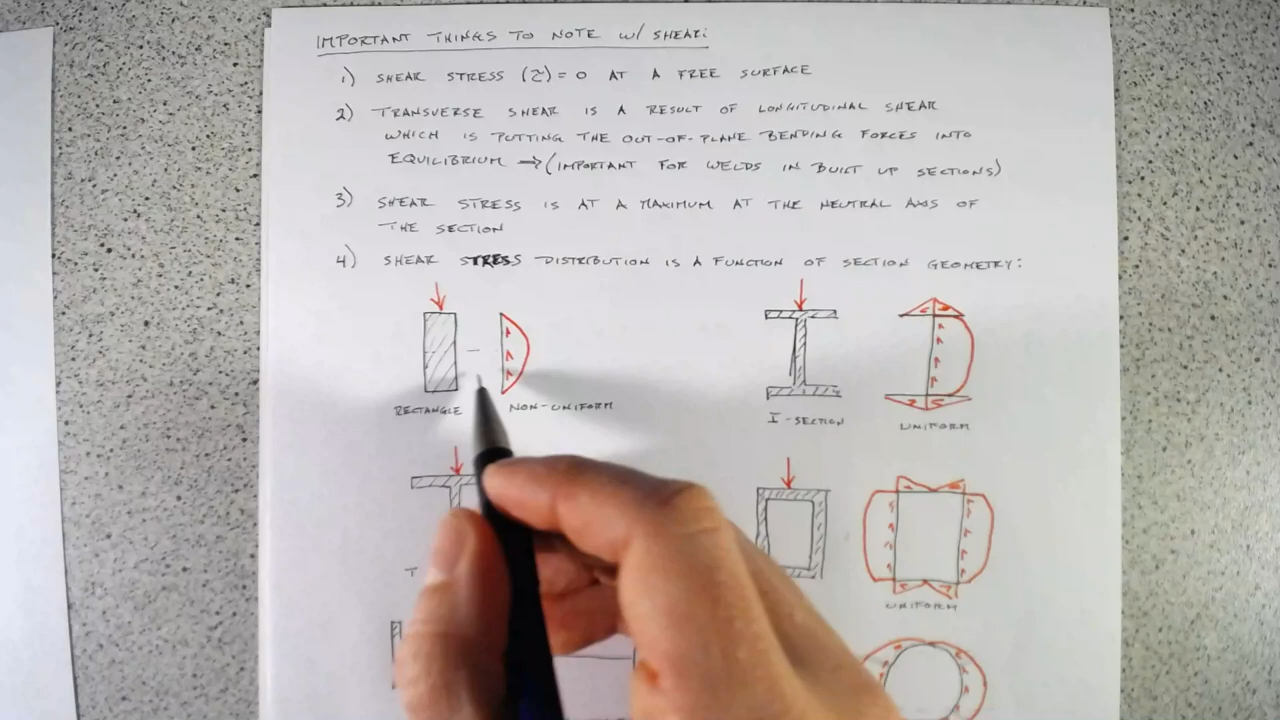 IMPORTANT THINGS TO NOTE W/ SHEAR:
1) SHEAR STRESS (τ) = 0 AT A FREE SURFACE
2) TRANSVERSE SHEAR IS A RESULT OF LONGITUDINAL SHEAR
WHICH IS PUTTING THE OUT-OF-PLANE BENDING FORCES INTO
EQUILIBRIUM → (IMPORTANT FOR WELDS IN BUILT UP SECTIONS)
3) SHEAR STRESS IS AT A MAXIMUM AT THE NEUTRAL AXIS OF
THE SECTION
4) SHEAR STRESS DISTRIBUTION IS A FUNCTION OF SECTION GEOMETRY:
RECTANGLE
NON-UNIFORM
I-SECTION
UNIFORM
T
UNIFORM